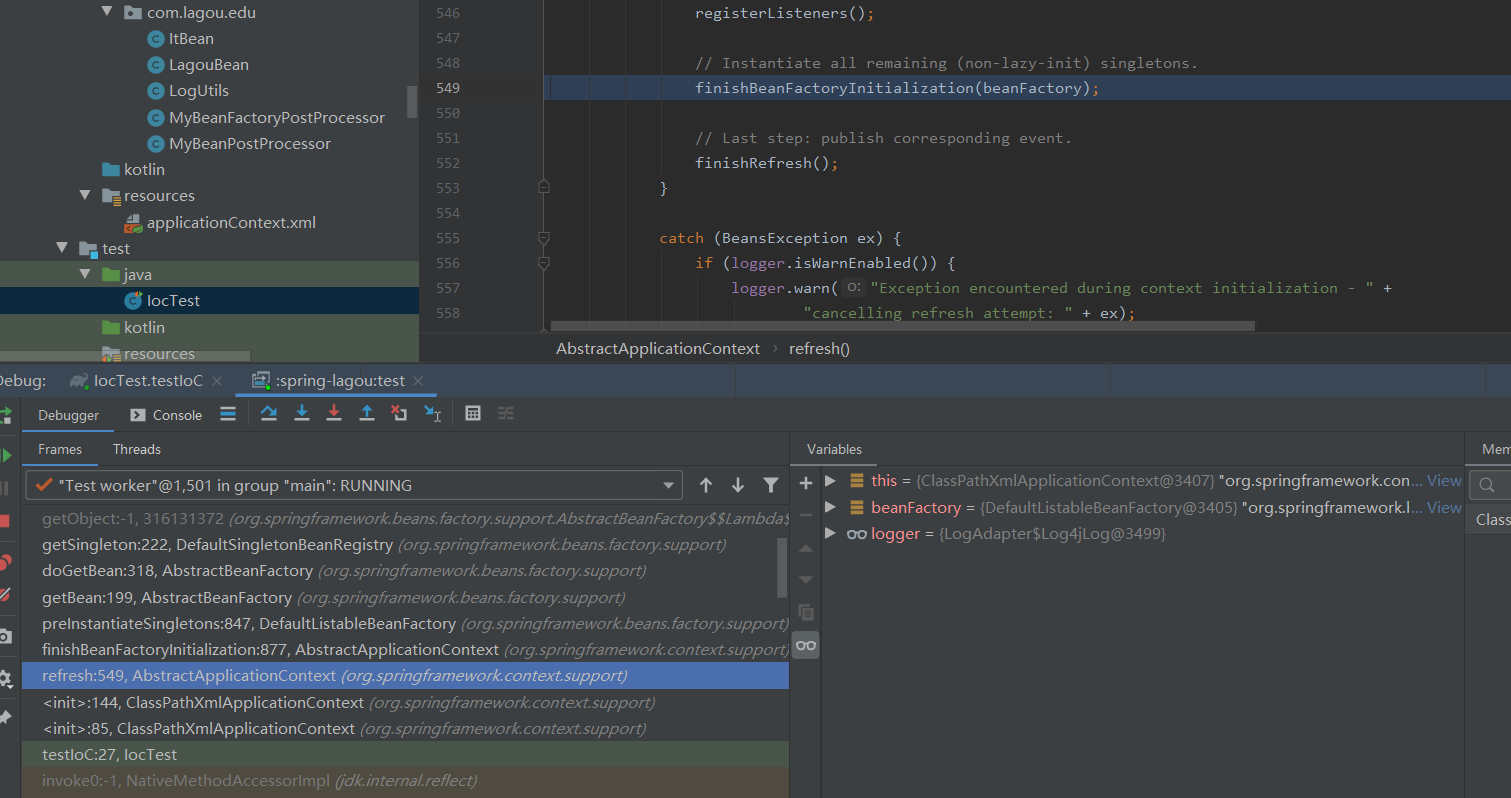 com.lagou.edu
ItBean
LagouBean
LogUtils
MyBeanFactoryPostProcessor
MyBeanPostProcessor
kotlin
resources
applicationContext.xml
test
java
IocTest
kotlin
resources
546 registerListeners();
547
548 // Instantiate all remaining (non-lazy-init) singletons.
549 finishBeanFactoryInitialization(beanFactory);
550
551 // Last step: publish corresponding event.
552 finishRefresh();
553 }
554
555 catch (BeansException ex) {
556 if (logger.isWarnEnabled()) {
557 logger.warn( o: "Exception encountered during context initialization - " +
558 "cancelling refresh attempt: " + ex);
AbstractApplicationContext › refresh()
Debug: IocTest.testIoC × :spring-lagou:test ×
Debugger Console
Frames Threads
"Test worker"@1,501 in group "main": RUNNING
getObject:-1, 316131372 (org.springframework.beans.factory.support.AbstractBeanFactory$$Lambda$
getSingleton:222, DefaultSingletonBeanRegistry (org.springframework.beans.factory.support)
doGetBean:318, AbstractBeanFactory (org.springframework.beans.factory.support)
getBean:199, AbstractBeanFactory (org.springframework.beans.factory.support)
preInstantiateSingletons:847, DefaultListableBeanFactory (org.springframework.beans.factory.support)
finishBeanFactoryInitialization:877, AbstractApplicationContext (org.springframework.context.support)
refresh:549, AbstractApplicationContext (org.springframework.context.support)
<init>:144, ClassPathXmlApplicationContext (org.springframework.context.support)
<init>:85, ClassPathXmlApplicationContext (org.springframework.context.support)
testIoC:27, IocTest
invoke0:-1, NativeMethodAccessorImpl (jdk.internal.reflect)
Variables
this = {ClassPathXmlApplicationContext@3407} "org.springframework.con... View
beanFactory = {DefaultListableBeanFactory@3405} "org.springframework.l... View
logger = {LogAdapter$Log4jLog@3499}
Mem
Class